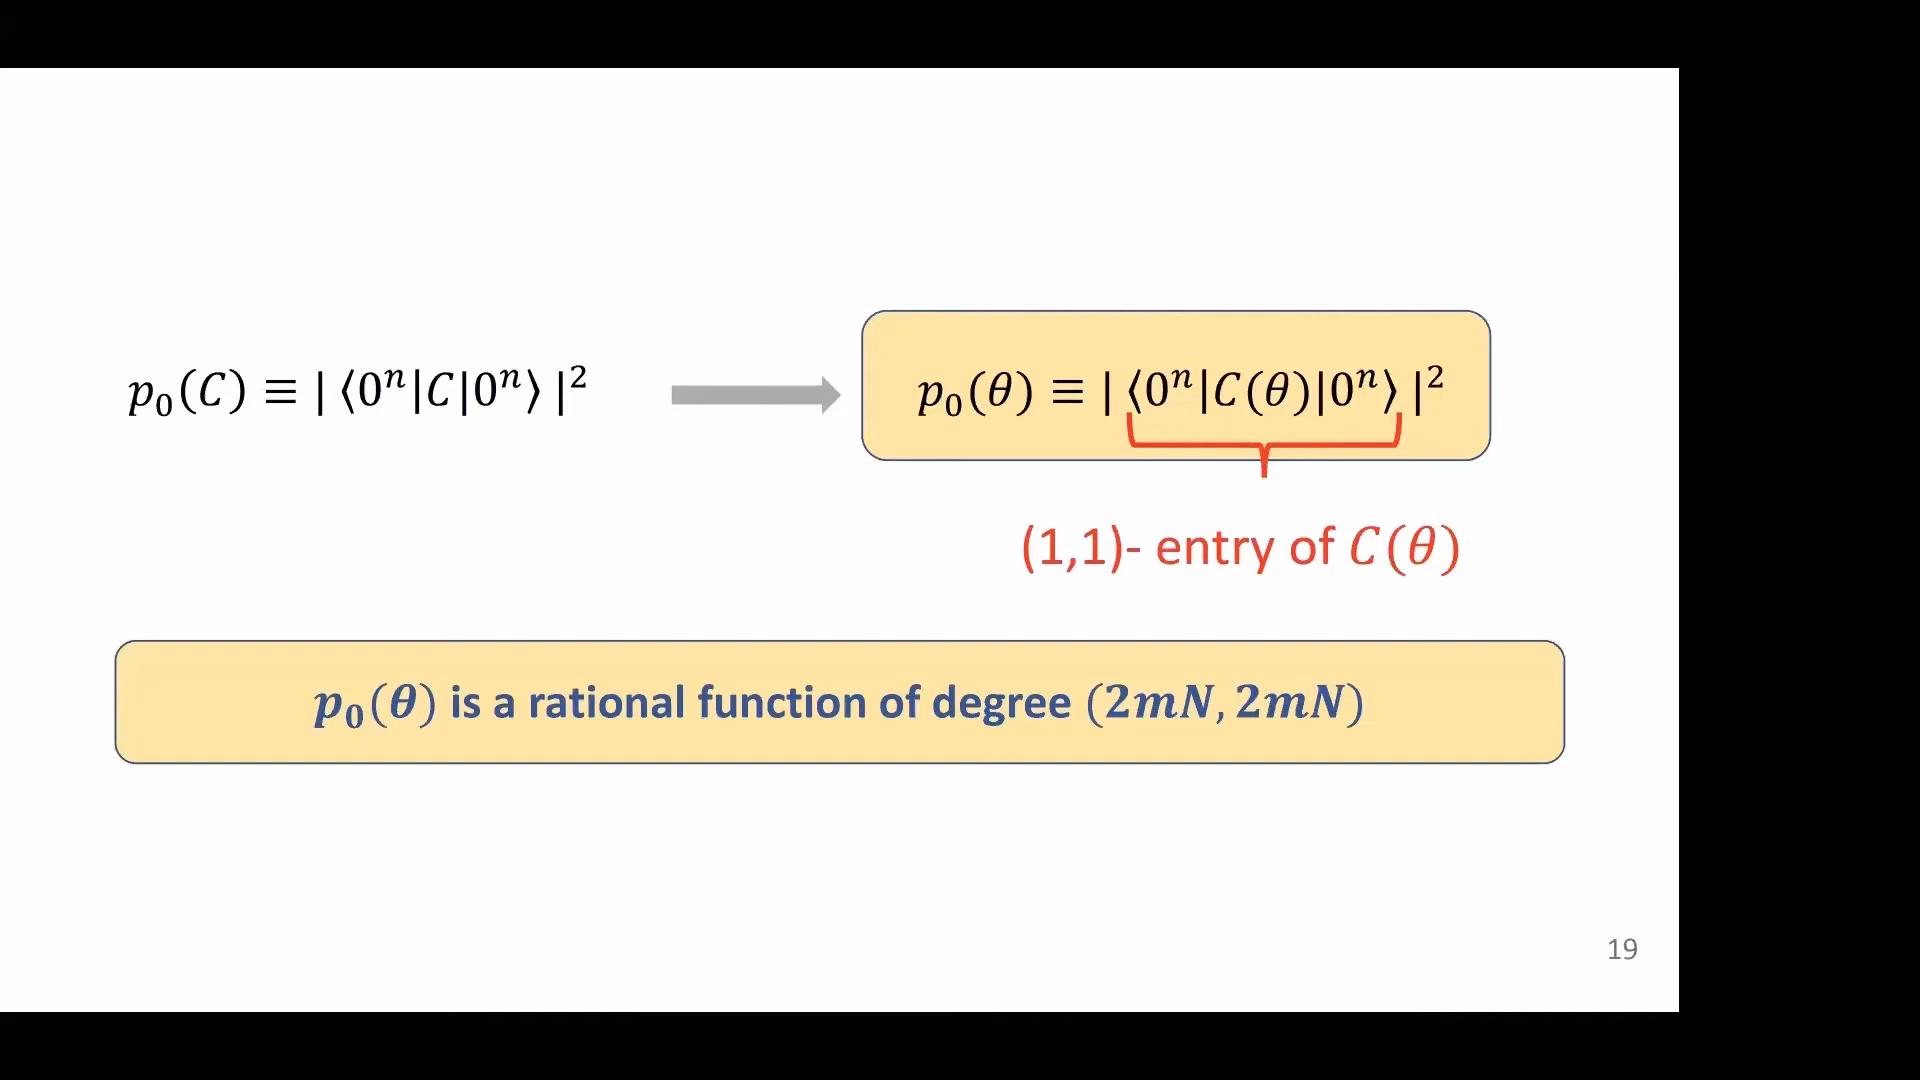 p₀(C) ≡ | ⟨0ⁿ|C|0ⁿ⟩ |²
p₀(θ) ≡ | ⟨0ⁿ|C(θ)|0ⁿ⟩ |²
(1,1)- entry of C(θ)
p₀(θ) is a rational function of degree (2mN, 2mN)
19